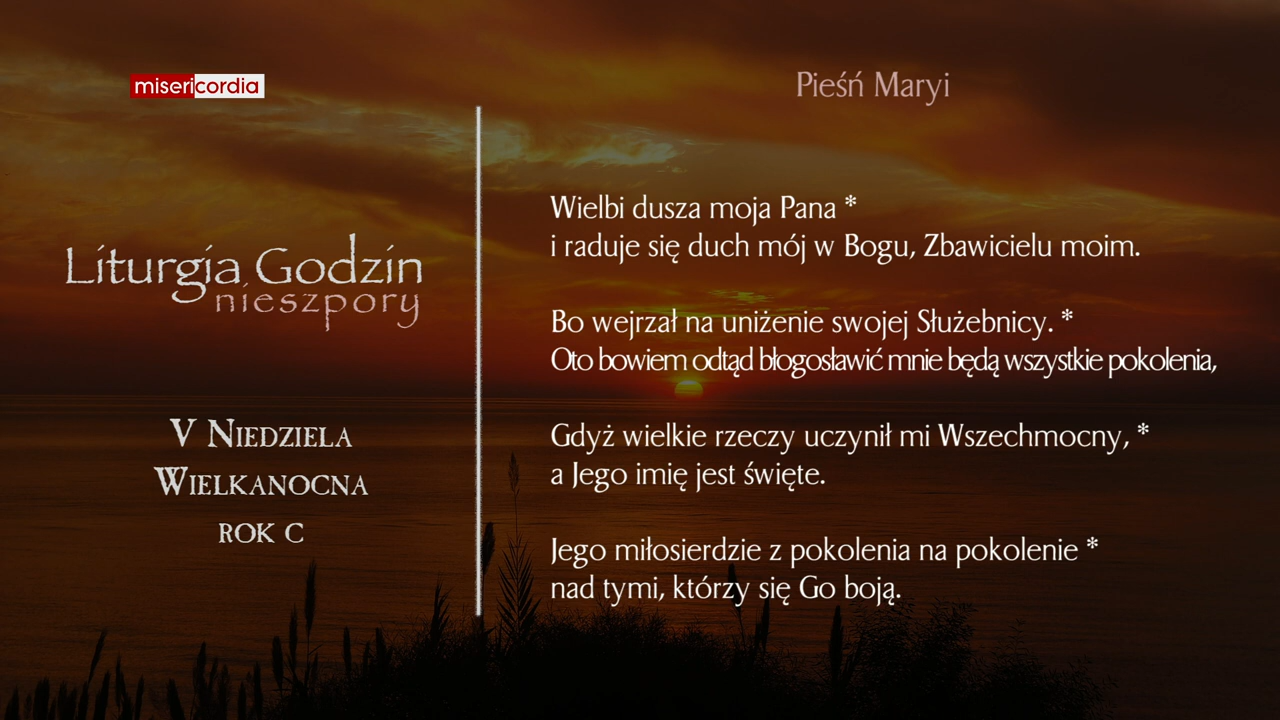 misericordia
Liturgia Godzin
nieszpory
V Niedziela
Wielkanocna
rok C
Pieśń Maryi
Wielbi dusza moja Pana *
i raduje się duch mój w Bogu, Zbawicielu moim.
Bo wejrzał na uniżenie swojej Służebnicy. *
Oto bowiem odtąd błogosławić mnie będą wszystkie pokolenia,
Gdyż wielkie rzeczy uczynił mi Wszechmocny, *
a Jego imię jest święte.
Jego miłosierdzie z pokolenia na pokolenie *
nad tymi, którzy się Go boją.